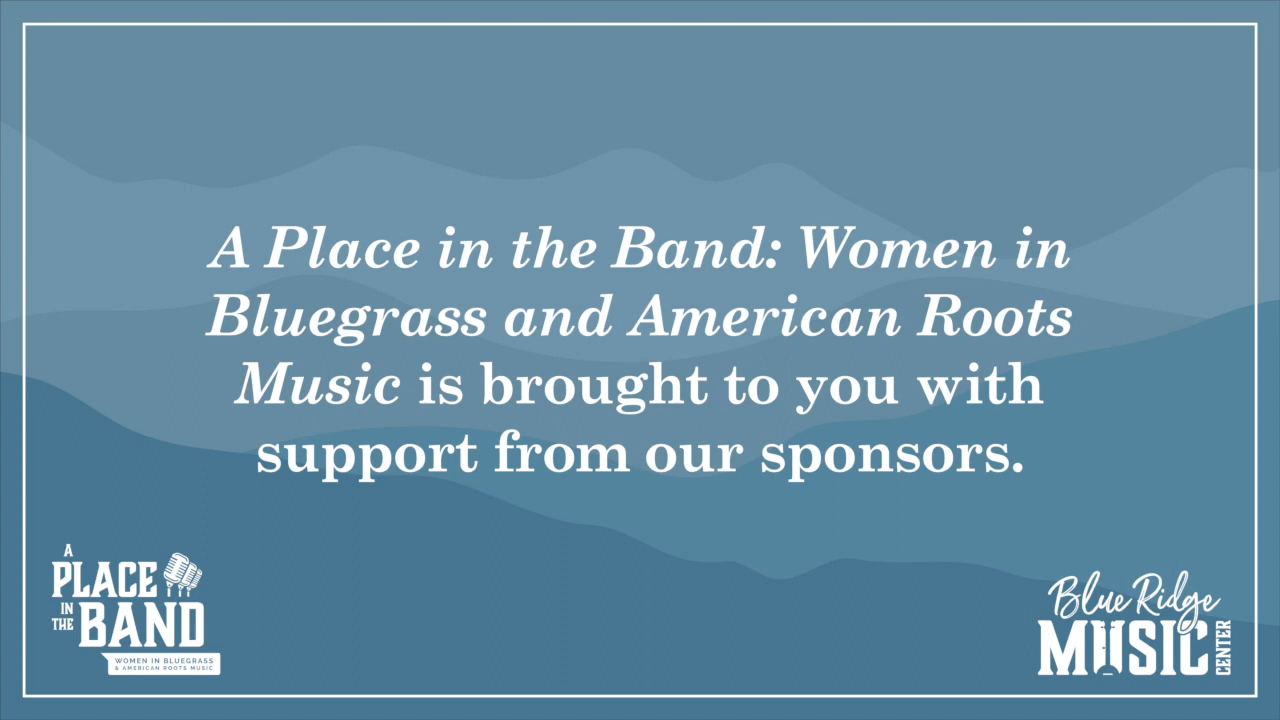 A Place in the Band: Women in
Bluegrass and American Roots
Music is brought to you with
support from our sponsors.
A
PLACE
IN
THE
BAND
WOMEN IN BLUEGRASS
& AMERICAN ROOTS MUSIC
Blue Ridge
MUSIC
CENTER